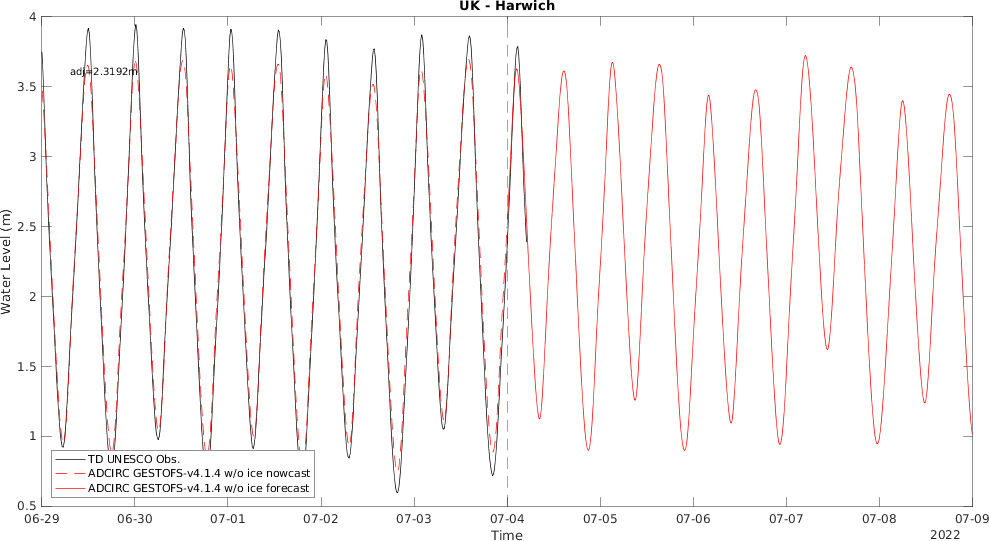 UK - Harwich
4
adj=2.3192m
3.5
3
2.5
2
1.5
1
0.5
Water Level (m)
TD UNESCO Obs.
ADCIRC GESTOFS-v4.1.4 w/o ice nowcast
ADCIRC GESTOFS-v4.1.4 w/o ice forecast
06-29 06-30 07-01 07-02 07-03 07-04 07-05 07-06 07-07 07-08 07-09
Time
2022